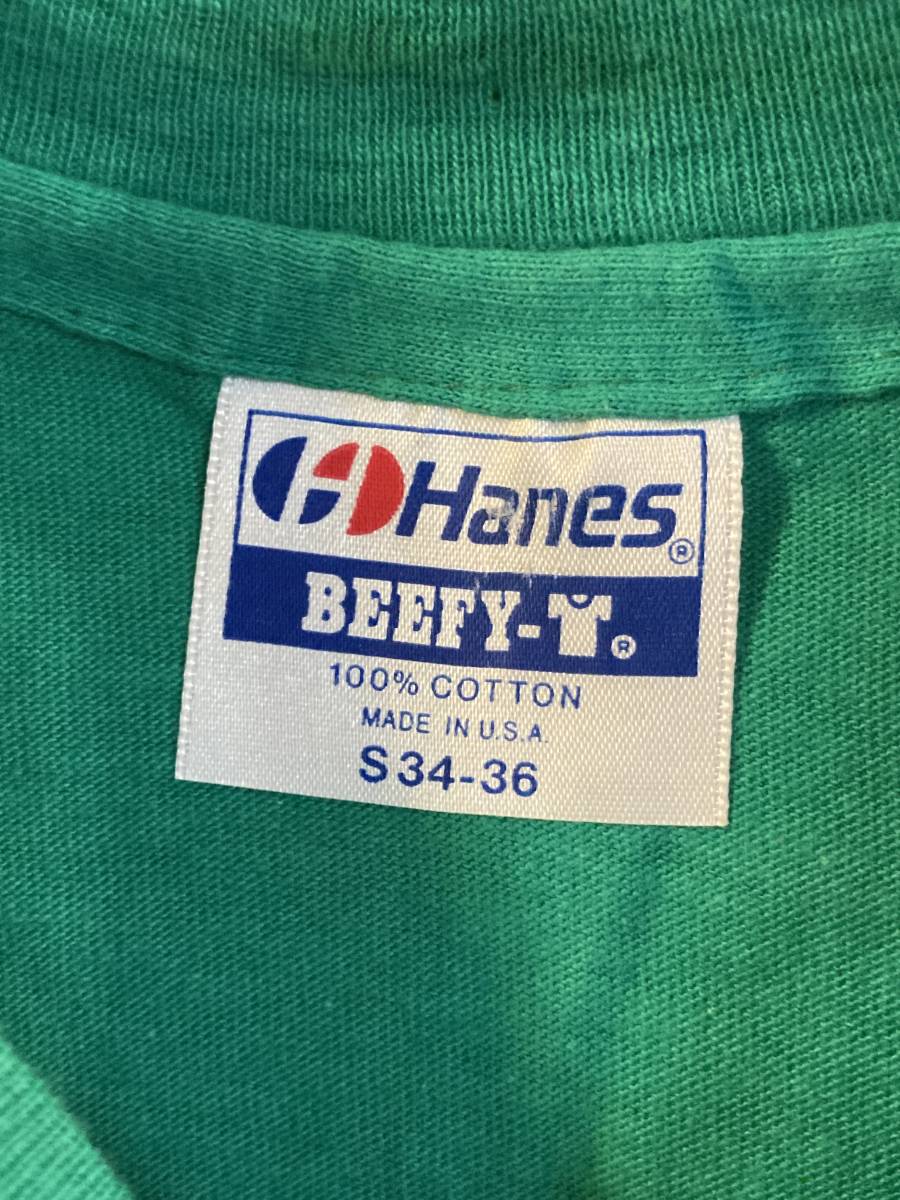 Hanes®
BEEFY-T®
100% COTTON
MADE IN U.S.A.
S 34-36